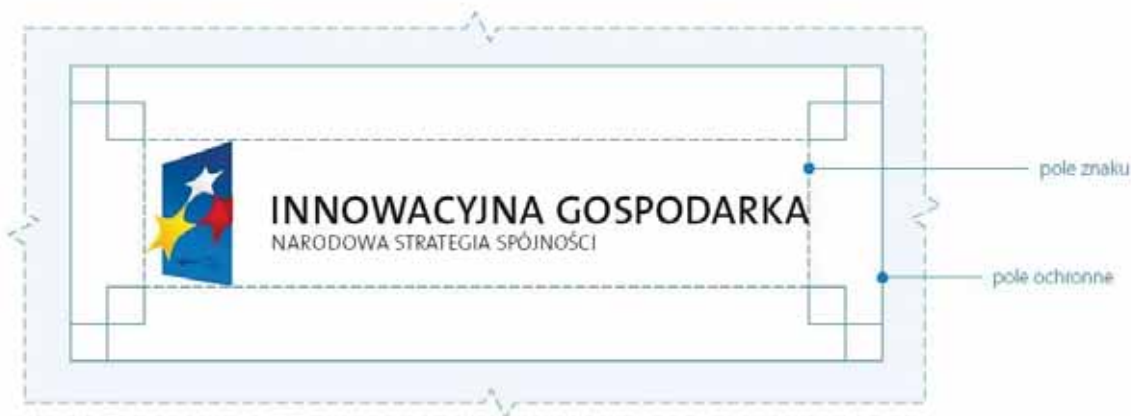 INNOWACYJNA GOSPODARKA
NARODOWA STRATEGIA SPÓJNOŚCI
pole znaku
pole ochronne